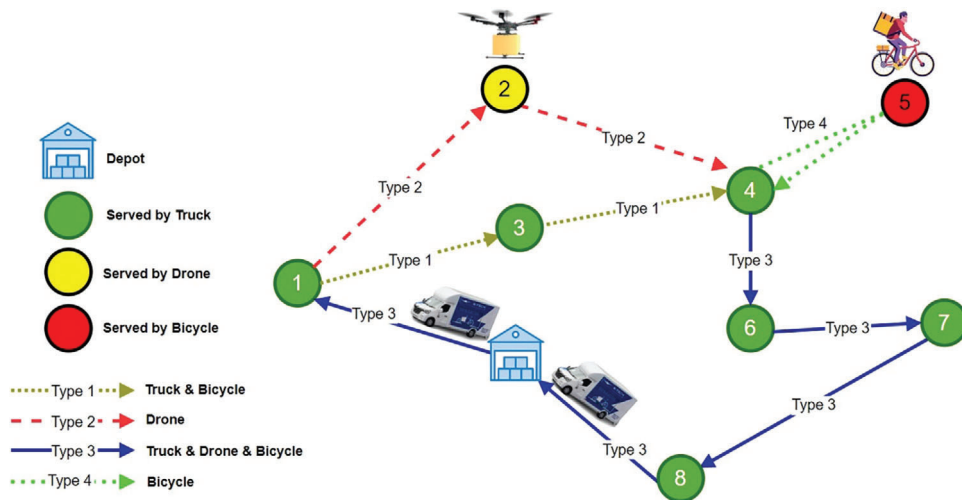 2
5
Type 4
Type 2
Depot
Type 2
4
Served by Truck
3
Type 1
Type 1
Served by Drone
1
Type 3
Type 3
Served by Bicycle
6
Type 3
7
Type 1
Truck & Bicycle
Type 3
Type 2
Drone
Type 3
Truck & Drone & Bicycle
Type 3
8
Type 4
Bicycle